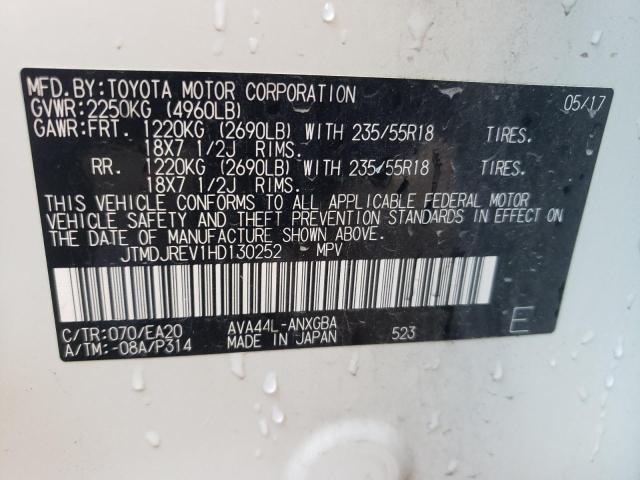 MFD.BY:TOYOTA MOTOR CORPORATION 05/17
GVWR:2250KG (4960LB)
GAWR:FRT. 1220KG (2690LB) WITH 235/55R18 TIRES.
18X7 1/2J RIMS.
RR. 1220KG (2690LB) WITH 235/55R18 TIRES.
18X7 1/2J RIMS.
THIS VEHICLE CONFORMS TO ALL APPLICABLE FEDERAL MOTOR
VEHICLE SAFETY AND THEFT PREVENTION STANDARDS IN EFFECT ON
THE DATE OF MANUFACTURE SHOWN ABOVE.
JTMDJREV1HD130252 MPV
C/TR:070/EA20 AVA44L-ANXGBA
A/TM:-08A/P314 MADE IN JAPAN 523 E